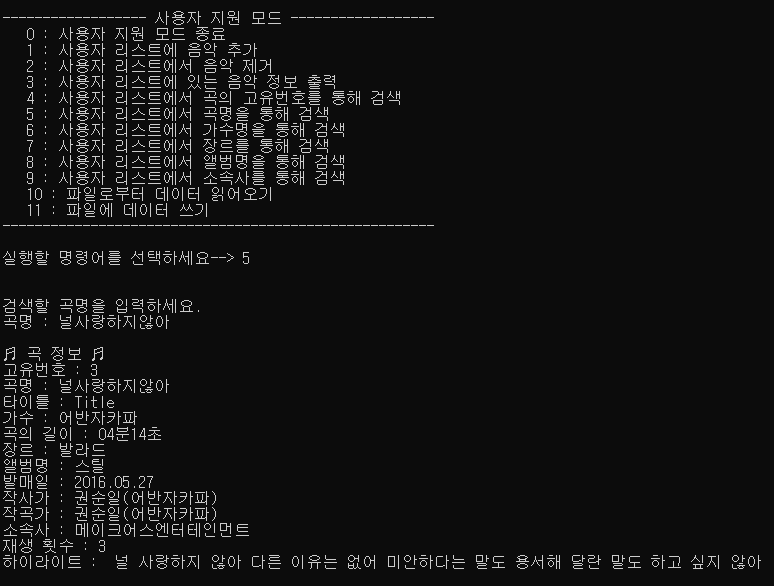 ------------------ 사용자 지원 모드 ------------------
0 : 사용자 지원 모드 종료
1 : 사용자 리스트에 음악 추가
2 : 사용자 리스트에서 음악 제거
3 : 사용자 리스트에 있는 음악 정보 출력
4 : 사용자 리스트에서 곡의 고유번호를 통해 검색
5 : 사용자 리스트에서 곡명을 통해 검색
6 : 사용자 리스트에서 가수명을 통해 검색
7 : 사용자 리스트에서 장르를 통해 검색
8 : 사용자 리스트에서 앨범명을 통해 검색
9 : 사용자 리스트에서 소속사를 통해 검색
10 : 파일로부터 데이터 읽어오기
11 : 파일에 데이터 쓰기
------------------------------------------------------
실행할 명령어를 선택하세요--> 5
검색할 곡명을 입력하세요.
곡명 : 널사랑하지않아
♬ 곡 정보 ♬
고유번호 : 3
곡명 : 널사랑하지않아
타이틀 : Title
가수 : 어반자카파
곡의 길이 : 04분14초
장르 : 발라드
앨범명 : 스틸
발매일 : 2016.05.27
작사가 : 권순일(어반자카파)
작곡가 : 권순일(어반자카파)
소속사 : 메이크어스엔터테인먼트
재생 횟수 : 3
하이라이트 :  널 사랑하지 않아 다른 이유는 없어 미안하다는 말도 용서해 달란 말도 하고 싶지 않아